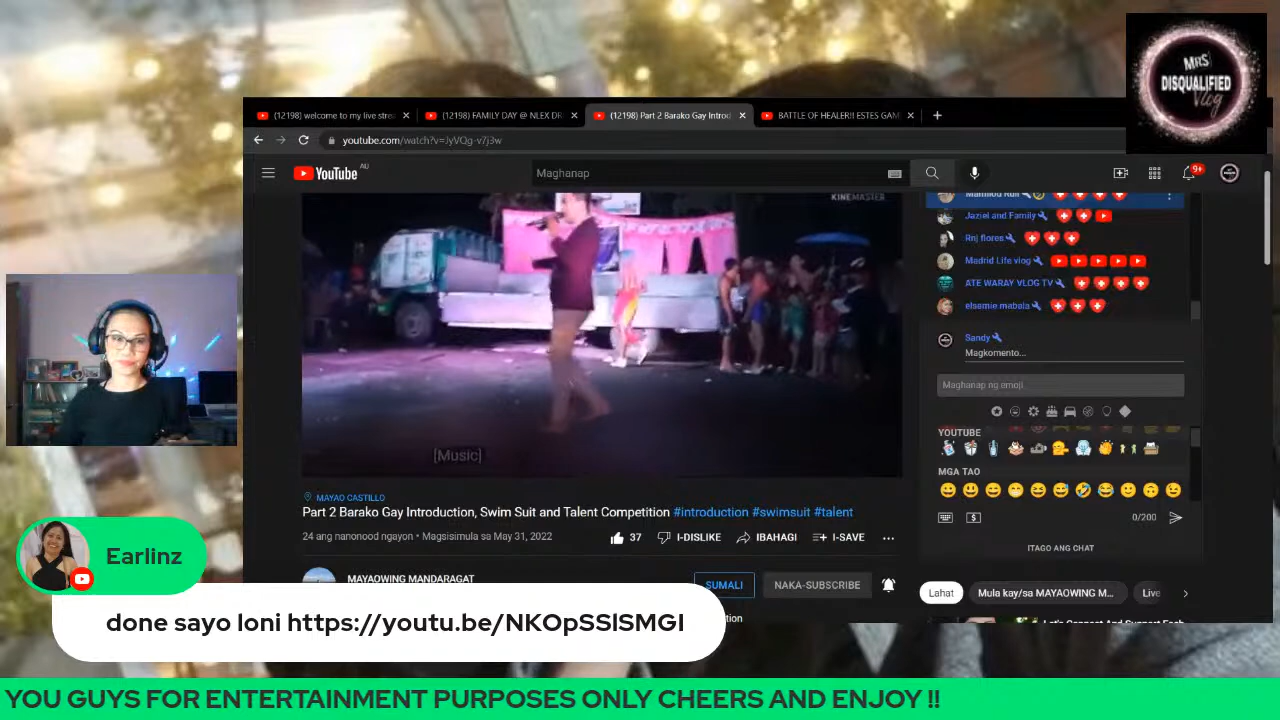 MRS
DISQUALIFIED
Vlog
(12198) welcome to my live strea
(12198) FAMILY DAY @ NLEX DR
(12198) Part 2 Barako Gay Introd
BATTLE OF HEALER!! ESTES GAM
youtube.com/watch?v=JyVQg-v7j3w
YouTube AU
Maghanap
9+
KINEMASTER
Jaziel and Family
Rnj flores
Madrid Life vlog
ATE WARAY VLOG TV
elsamie mabala
Sandy
Magkomento...
Maghanap ng emoji
YOUTUBE
MGA TAO
0/200
ITAGO ANG CHAT
[Music]
MAYAO CASTILLO
Part 2 Barako Gay Introduction, Swim Suit and Talent Competition #introduction #swimsuit #talent
24 ang nanonood ngayon • Magsisimula sa May 31, 2022
37
I-DISLIKE
IBAHAGI
I-SAVE
MAYAOWING MANDARAGAT
SUMALI
NAKA-SUBSCRIBE
Lahat
Mula kay/sa MAYAOWING M...
Live
Earlinz
done sayo loni https://youtu.be/NKOpSSlSMGI
YOU GUYS FOR ENTERTAINMENT PURPOSES ONLY CHEERS AND ENJOY !!